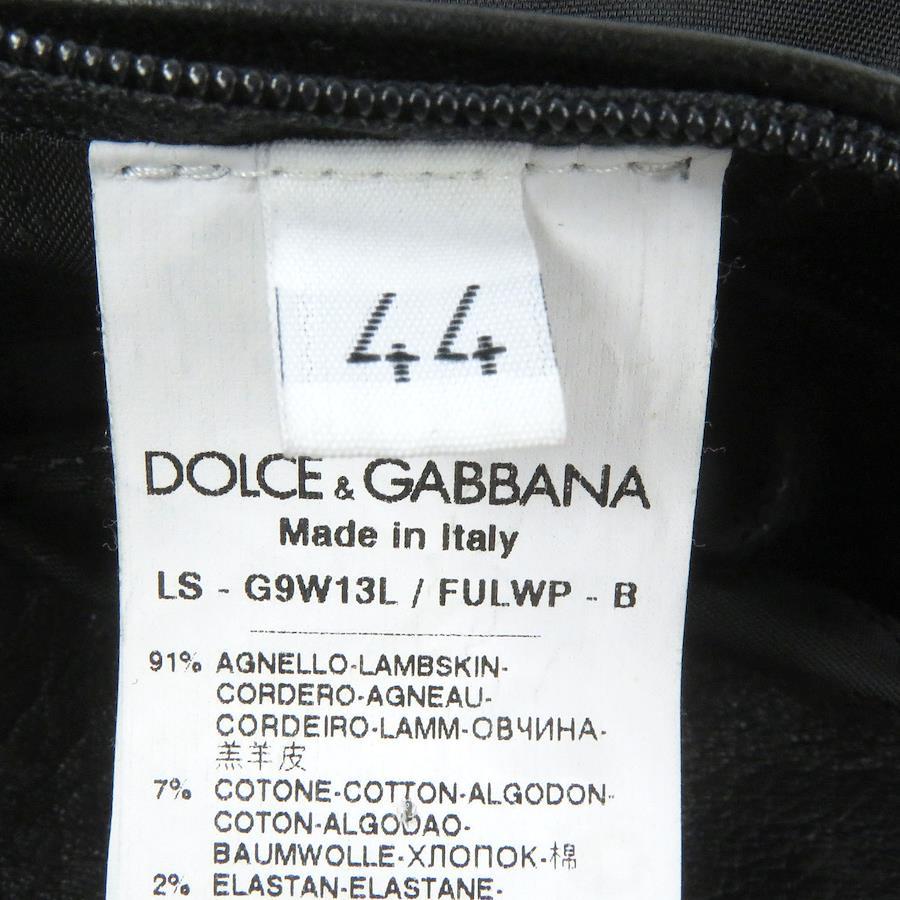 44
DOLCE & GABBANA
Made in Italy
LS - G9W13L / FULWP - B
91% AGNELLO-LAMBSKIN-
CORDERO-AGNEAU-
CORDEIRO-LAMM-ОВЧИНА-
羔羊皮
7% COTONE-COTTON-ALGODON-
COTON-ALGODAO-
BAUMWOLLE-ХЛОПОК-棉
2% ELASTAN-ELASTANE-